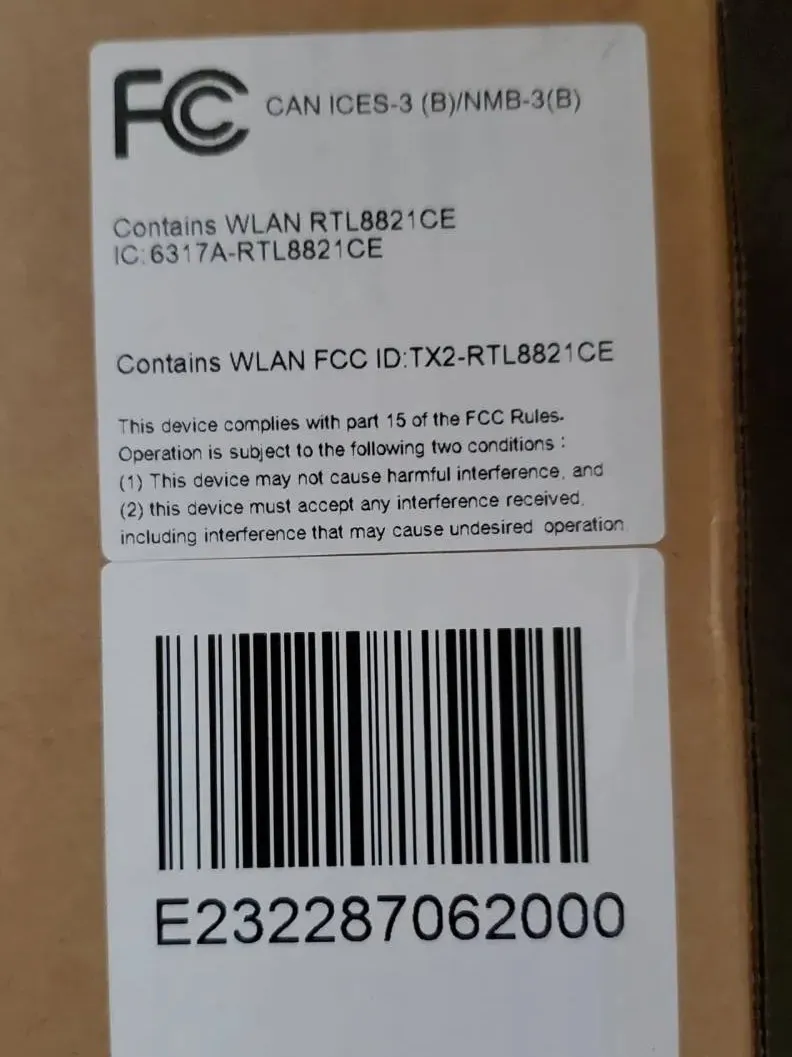 FC CAN ICES-3 (B)/NMB-3(B)
Contains WLAN RTL8821CE
IC:6317A-RTL8821CE
Contains WLAN FCC ID:TX2-RTL8821CE
This device complies with part 15 of the FCC Rules.
Operation is subject to the following two conditions :
(1) This device may not cause harmful interference, and
(2) this device must accept any interference received,
including interference that may cause undesired operation
E232287062000